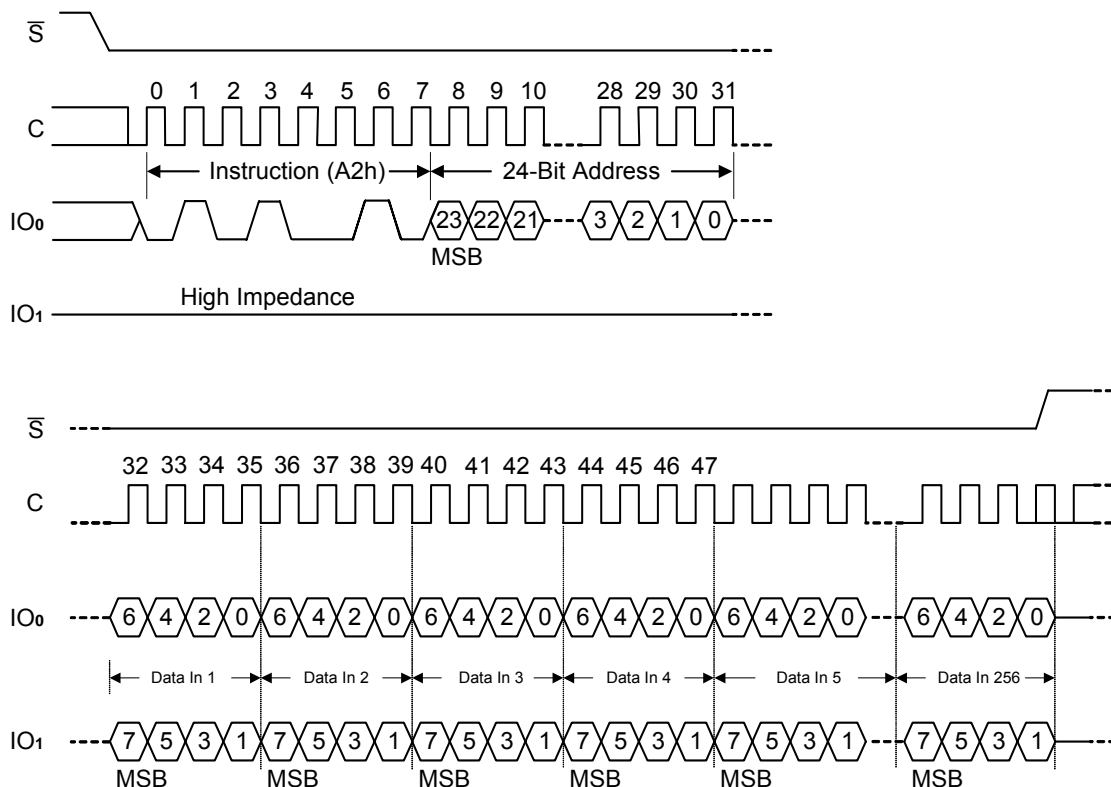 S
0 1 2 3 4 5 6 7 8 9 10 28 29 30 31
C
Instruction (A2h) 24-Bit Address
IO0 23 22 21 3 2 1 0
MSB
High Impedance
IO1
S
32 33 34 35 36 37 38 39 40 41 42 43 44 45 46 47
C
IO0 6 4 2 0 6 4 2 0 6 4 2 0 6 4 2 0 6 4 2 0 6 4 2 0
Data In 1 Data In 2 Data In 3 Data In 4 Data In 5 Data In 256
IO1 7 5 3 1 7 5 3 1 7 5 3 1 7 5 3 1 7 5 3 1 7 5 3 1
MSB MSB MSB MSB MSB MSB